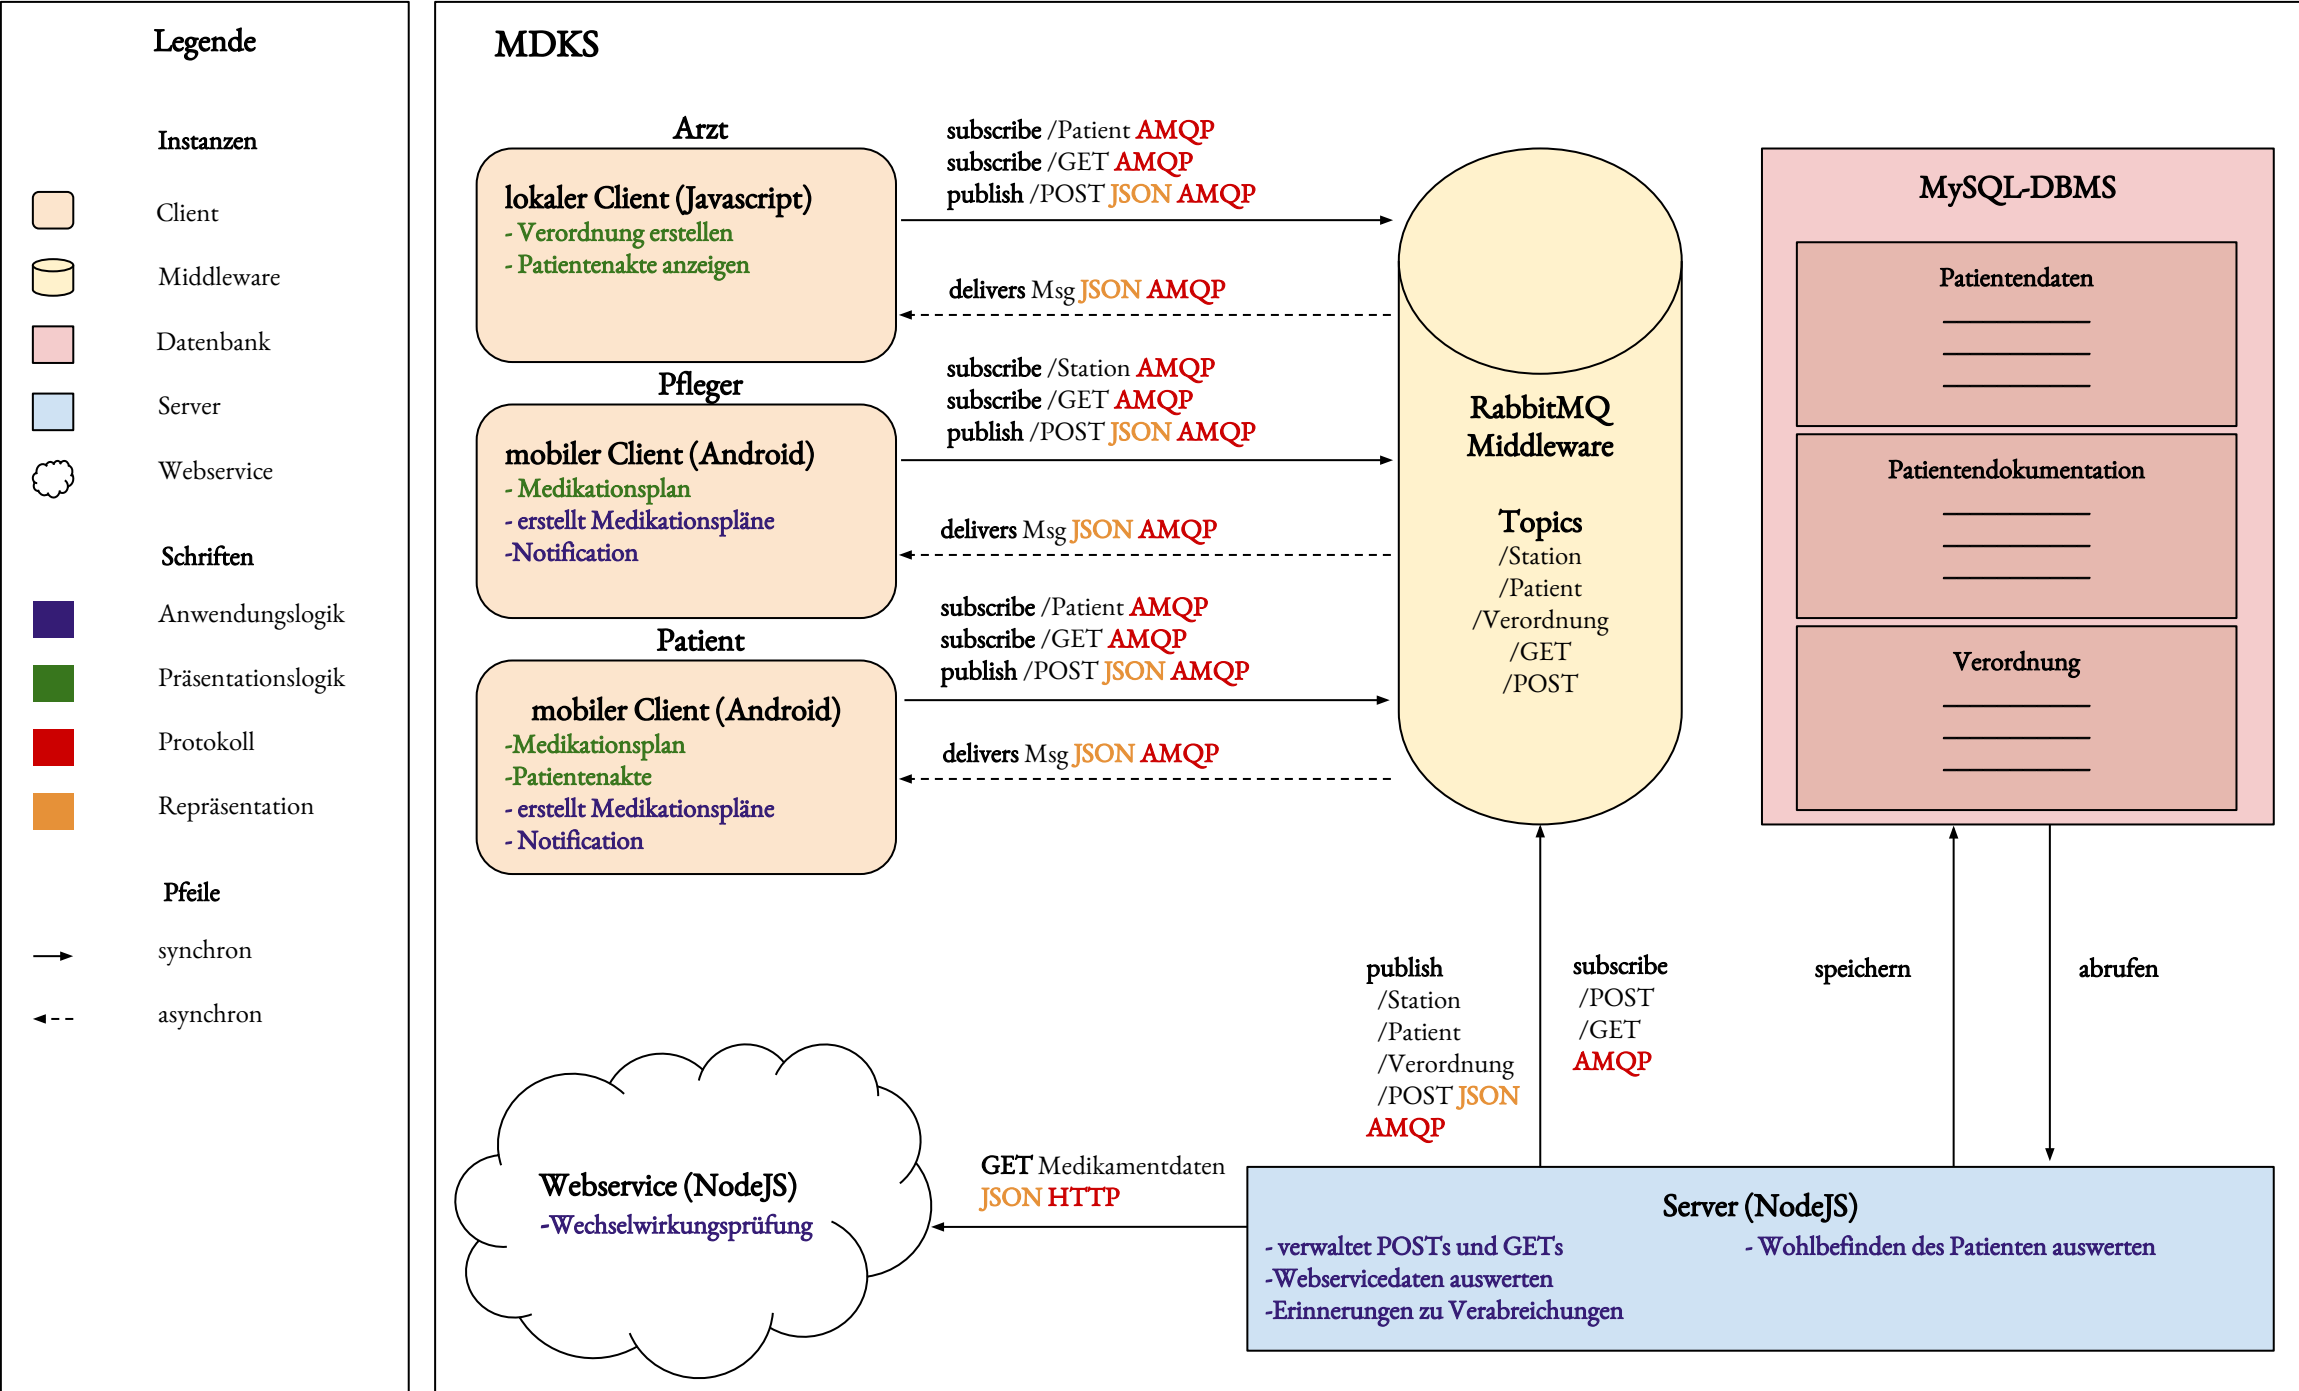 Legende
Instanzen
Client
Middleware
Datenbank
Server
Webservice
Schriften
Anwendungslogik
Präsentationslogik
Protokoll
Repräsentation
Pfeile
synchron
asynchron
MDKS
Arzt
lokaler Client (Javascript)
- Verordnung erstellen
- Patientenakte anzeigen
subscribe /Patient AMQP
subscribe /GET AMQP
publish /POST JSON AMQP
delivers Msg JSON AMQP
Pfleger
mobiler Client (Android)
- Medikationsplan
- erstellt Medikationspläne
-Notification
subscribe /Station AMQP
subscribe /GET AMQP
publish /POST JSON AMQP
delivers Msg JSON AMQP
Patient
mobiler Client (Android)
-Medikationsplan
-Patientenakte
- erstellt Medikationspläne
- Notification
subscribe /Patient AMQP
subscribe /GET AMQP
publish /POST JSON AMQP
delivers Msg JSON AMQP
RabbitMQ
Middleware
Topics
/Station
/Patient
/Verordnung
/GET
/POST
MySQL-DBMS
Patientendaten
Patientendokumentation
Verordnung
publish
/Station
/Patient
/Verordnung
/POST JSON
AMQP
subscribe
/POST
/GET
AMQP
speichern
abrufen
Webservice (NodeJS)
-Wechselwirkungsprüfung
GET Medikamentdaten
JSON HTTP
Server (NodeJS)
- verwaltet POSTs und GETs
-Webservicedaten auswerten
-Erinnerungen zu Verabreichungen
- Wohlbefinden des Patienten auswerten